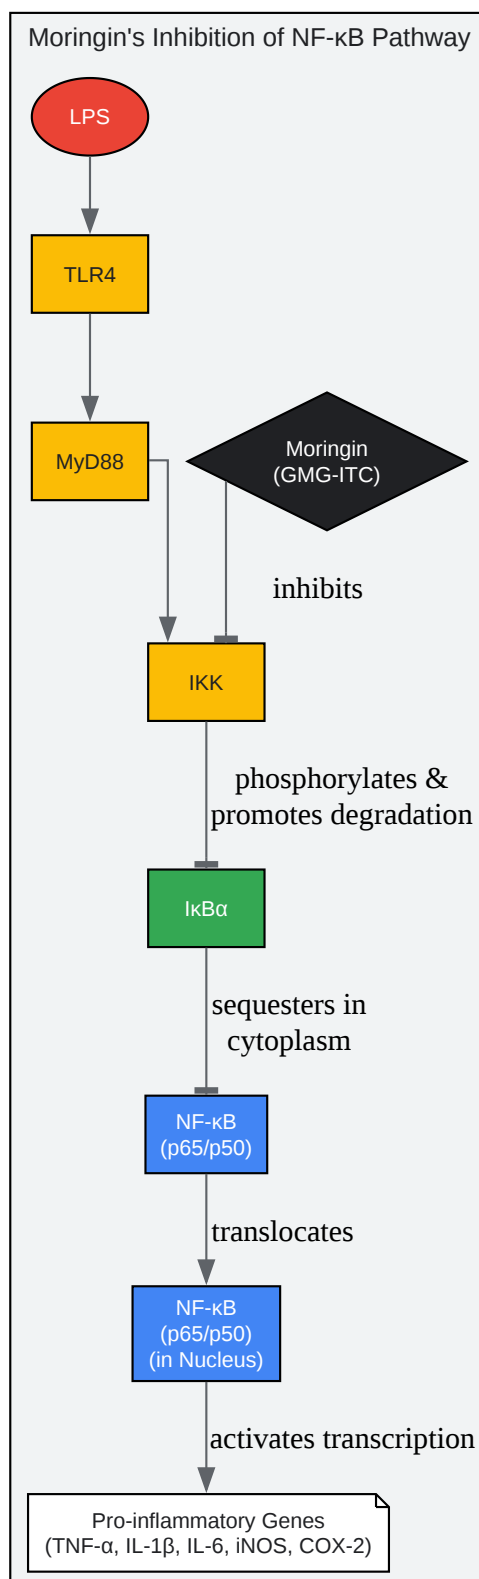 Moringin's Inhibition of NF-κB Pathway
LPS
TLR4
MyD88
Moringin
(GMG-ITC)
inhibits
IKK
phosphorylates &
promotes degradation
IκBα
sequesters in
cytoplasm
NF-κB
(p65/p50)
translocates
NF-κB
(p65/p50)
(in Nucleus)
activates transcription
Pro-inflammatory Genes
(TNF-α, IL-1β, IL-6, iNOS, COX-2)